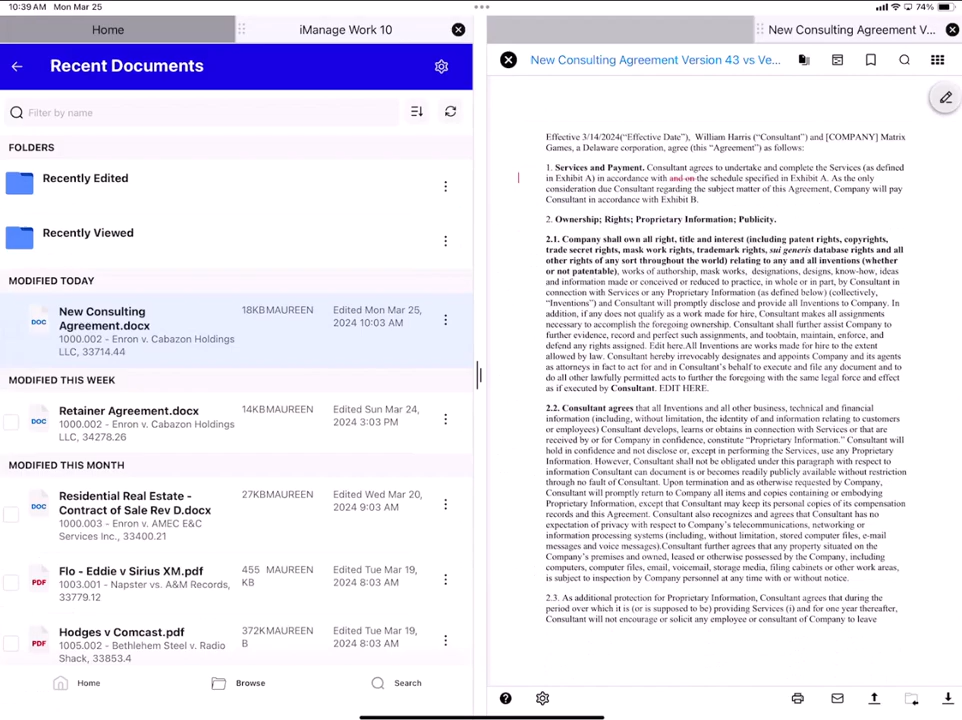 10:39 AM Mon Mar 25
74%
Home
iManage Work 10
Recent Documents
Filter by name
FOLDERS
Recently Edited
Recently Viewed
MODIFIED TODAY
DOC
New Consulting
Agreement.docx
1000.002 - Enron v. Cabazon Holdings
LLC, 33714.44
18KB MAUREEN
Edited Mon Mar 25,
2024 10:03 AM
MODIFIED THIS WEEK
DOC
Retainer Agreement.docx
1000.002 - Enron v. Cabazon Holdings
LLC, 34278.26
14KB MAUREEN
Edited Sun Mar 24,
2024 3:03 PM
MODIFIED THIS MONTH
DOC
Residential Real Estate -
Contract of Sale Rev D.docx
1000.003 - Enron v. AMEC E&C
Services Inc., 33400.21
27KB MAUREEN
Edited Wed Mar 20,
2024 9:03 AM
PDF
Flo - Eddie v Sirius XM.pdf
1003.001 - Napster vs. A&M Records,
33779.12
455 MAUREEN
KB
Edited Tue Mar 19,
2024 8:03 AM
PDF
Hodges v Comcast.pdf
1005.002 - Bethlehem Steel v. Radio
Shack, 33853.4
372K MAUREEN
B
Edited Tue Mar 19,
2024 8:03 AM
Home
Browse
Search
New Consulting Agreement V...
New Consulting Agreement Version 43 vs Ve...
Effective 3/14/2024(“Effective Date”), William Harris (“Consultant”) and [COMPANY] Matrix
Games, a Delaware corporation, agree (this “Agreement”) as follows:
1. Services and Payment. Consultant agrees to undertake and complete the Services (as defined
in Exhibit A) in accordance with and on the schedule specified in Exhibit A. As the only
consideration due Consultant regarding the subject matter of this Agreement, Company will pay
Consultant in accordance with Exhibit B.
2. Ownership; Rights; Proprietary Information; Publicity.
2.1. Company shall own all right, title and interest (including patent rights, copyrights,
trade secret rights, mask work rights, trademark rights, sui generis database rights and all
other rights of any sort throughout the world) relating to any and all inventions (whether
or not patentable), works of authorship, mask works, designations, designs, know-how, ideas
and information made or conceived or reduced to practice, in whole or in part, by Consultant in
connection with Services or any Proprietary Information (as defined below) (collectively,
“Inventions”) and Consultant will promptly disclose and provide all Inventions to Company. In
addition, if any does not qualify as a work made for hire, Consultant makes all assignments
necessary to accomplish the foregoing ownership. Consultant shall further assist Company to
further evidence, record and perfect such assignments, and toobtain, maintain, enforce, and
defend any rights assigned. Edit here.All Inventions are works made for hire to the extent
allowed by law. Consultant hereby irrevocably designates and appoints Company and its agents
as attorneys in fact to act for and in Consultant’s behalf to execute and file any document and to
do all other lawfully permitted acts to further the foregoing with the same legal force and effect
as if executed by Consultant. EDIT HERE.
2.2. Consultant agrees that all Inventions and all other business, technical and financial
information (including, without limitation, the identity of and information relating to customers
or employees) Consultant develops, learns or obtains in connection with Services or that are
received by or for Company in confidence, constitute “Proprietary Information.” Consultant will
hold in confidence and not disclose or, except in performing the Services, use any Proprietary
Information. However, Consultant shall not be obligated under this paragraph with respect to
information Consultant can document is or becomes readily publicly available without restriction
through no fault of Consultant. Upon termination and as otherwise requested by Company,
Consultant will promptly return to Company all items and copies containing or embodying
Proprietary Information, except that Consultant may keep its personal copies of its compensation
records and this Agreement. Consultant also recognizes and agrees that Consultant has no
expectation of privacy with respect to Company’s telecommunications, networking or
information processing systems (including, without limitation, stored computer files, e-mail
messages and voice messages).Consultant further agrees that any property situated on the
Company’s premises and owned, leased or otherwise possessed by the Company, including
computers, computer files, email, voicemail, storage media, filing cabinets or other work areas,
is subject to inspection by Company personnel at any time with or without notice.
2.3. As additional protection for Proprietary Information, Consultant agrees that during the
period over which it is (or is supposed to be) providing Services (i) and for one year thereafter,
Consultant will not encourage or solicit any employee or consultant of Company to leave